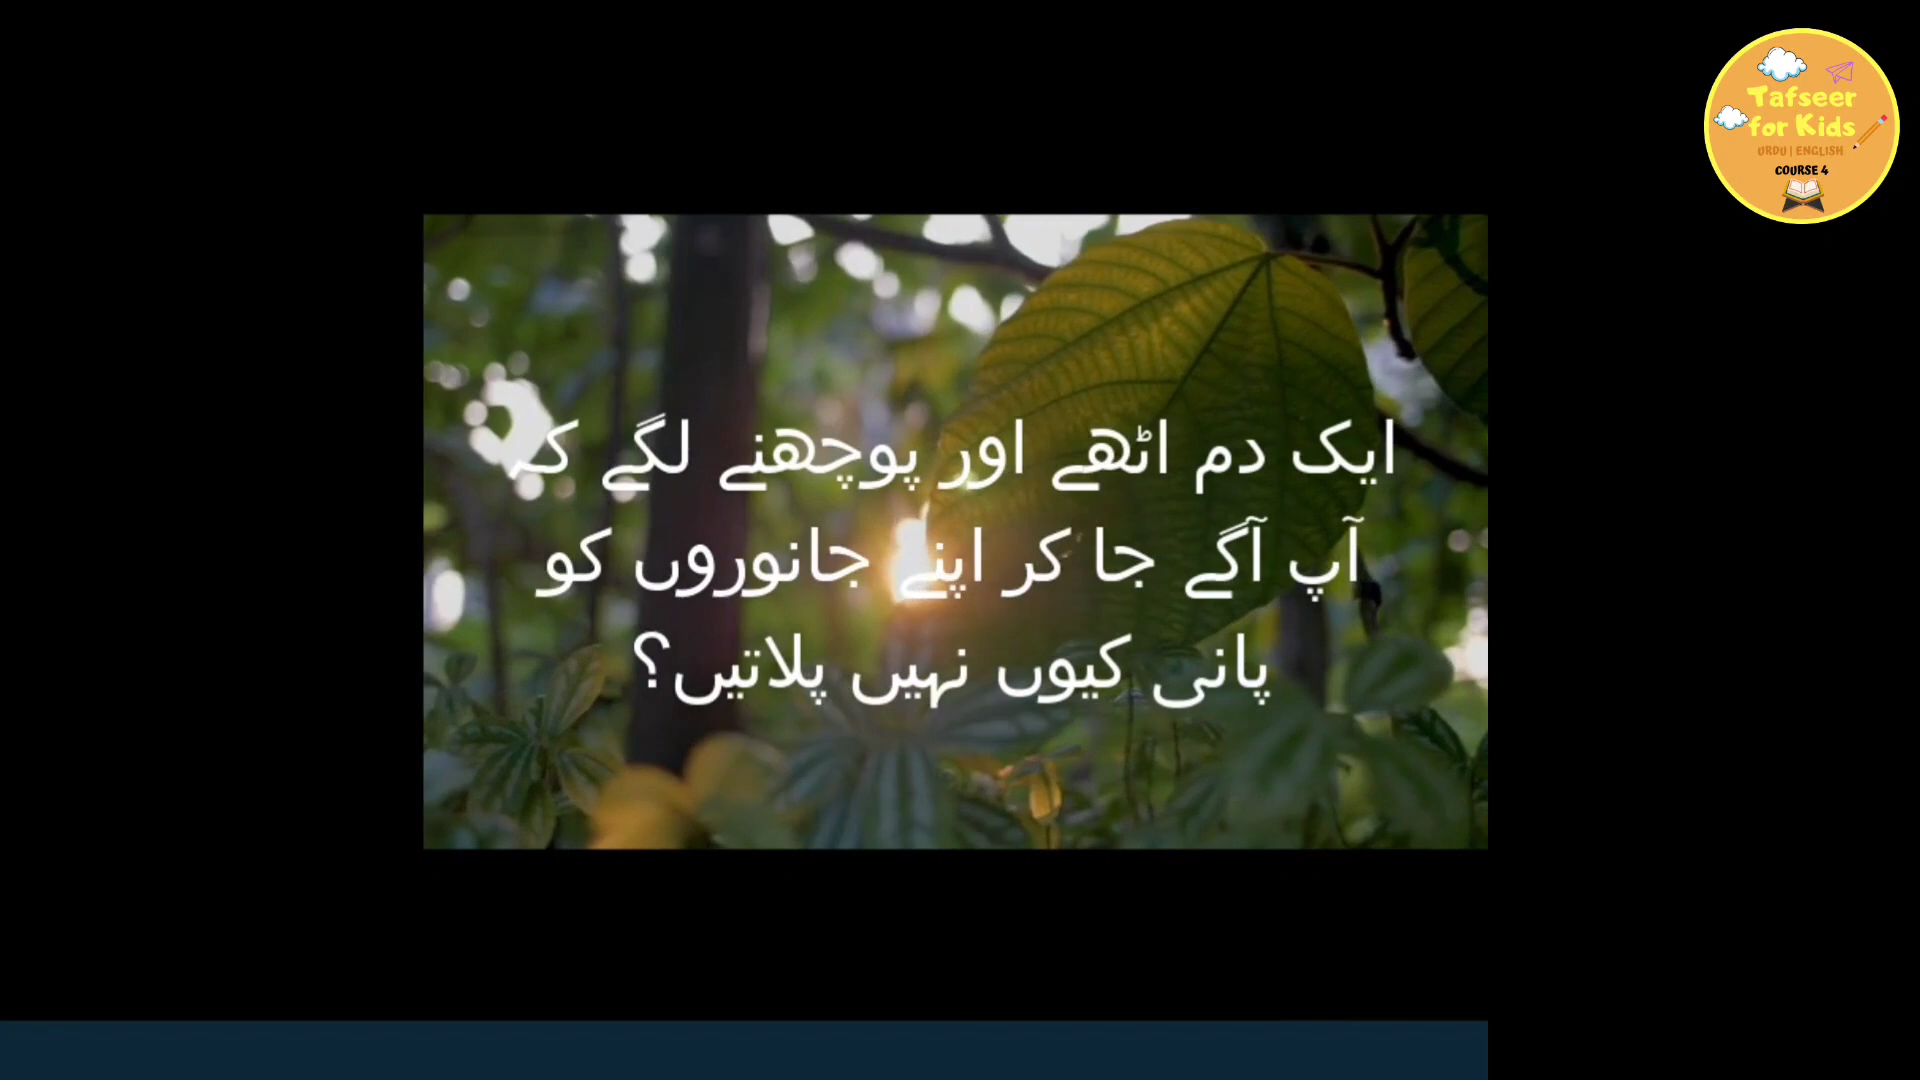 ایک دم اٹھے اور پوچھنے لگے کہ
آپ آگے جا کر اپنے جانوروں کو
پانی کیوں نہیں پلاتیں؟
Tafseer
for Kids
URDU | ENGLISH
COURSE 4